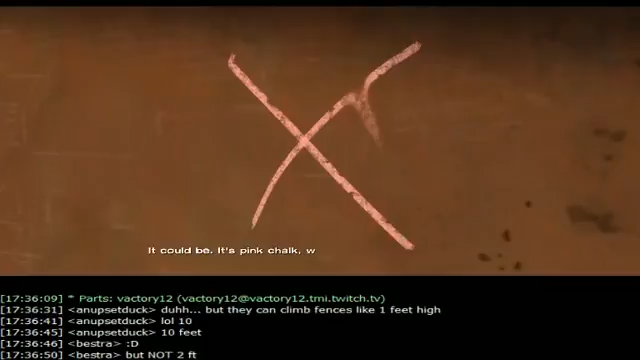 It could be. It's pink chalk, w
[17:36:09] * Parts: vactory12 (vactory12@vactory12.tmi.twitch.tv)
[17:36:31] <anupsetduck> duhh... but they can climb fences like 1 feet high
[17:36:41] <anupsetduck> lol 10
[17:36:45] <anupsetduck> 10 feet
[17:36:46] <bestra> :D
[17:36:50] <bestra> but NOT 2 ft